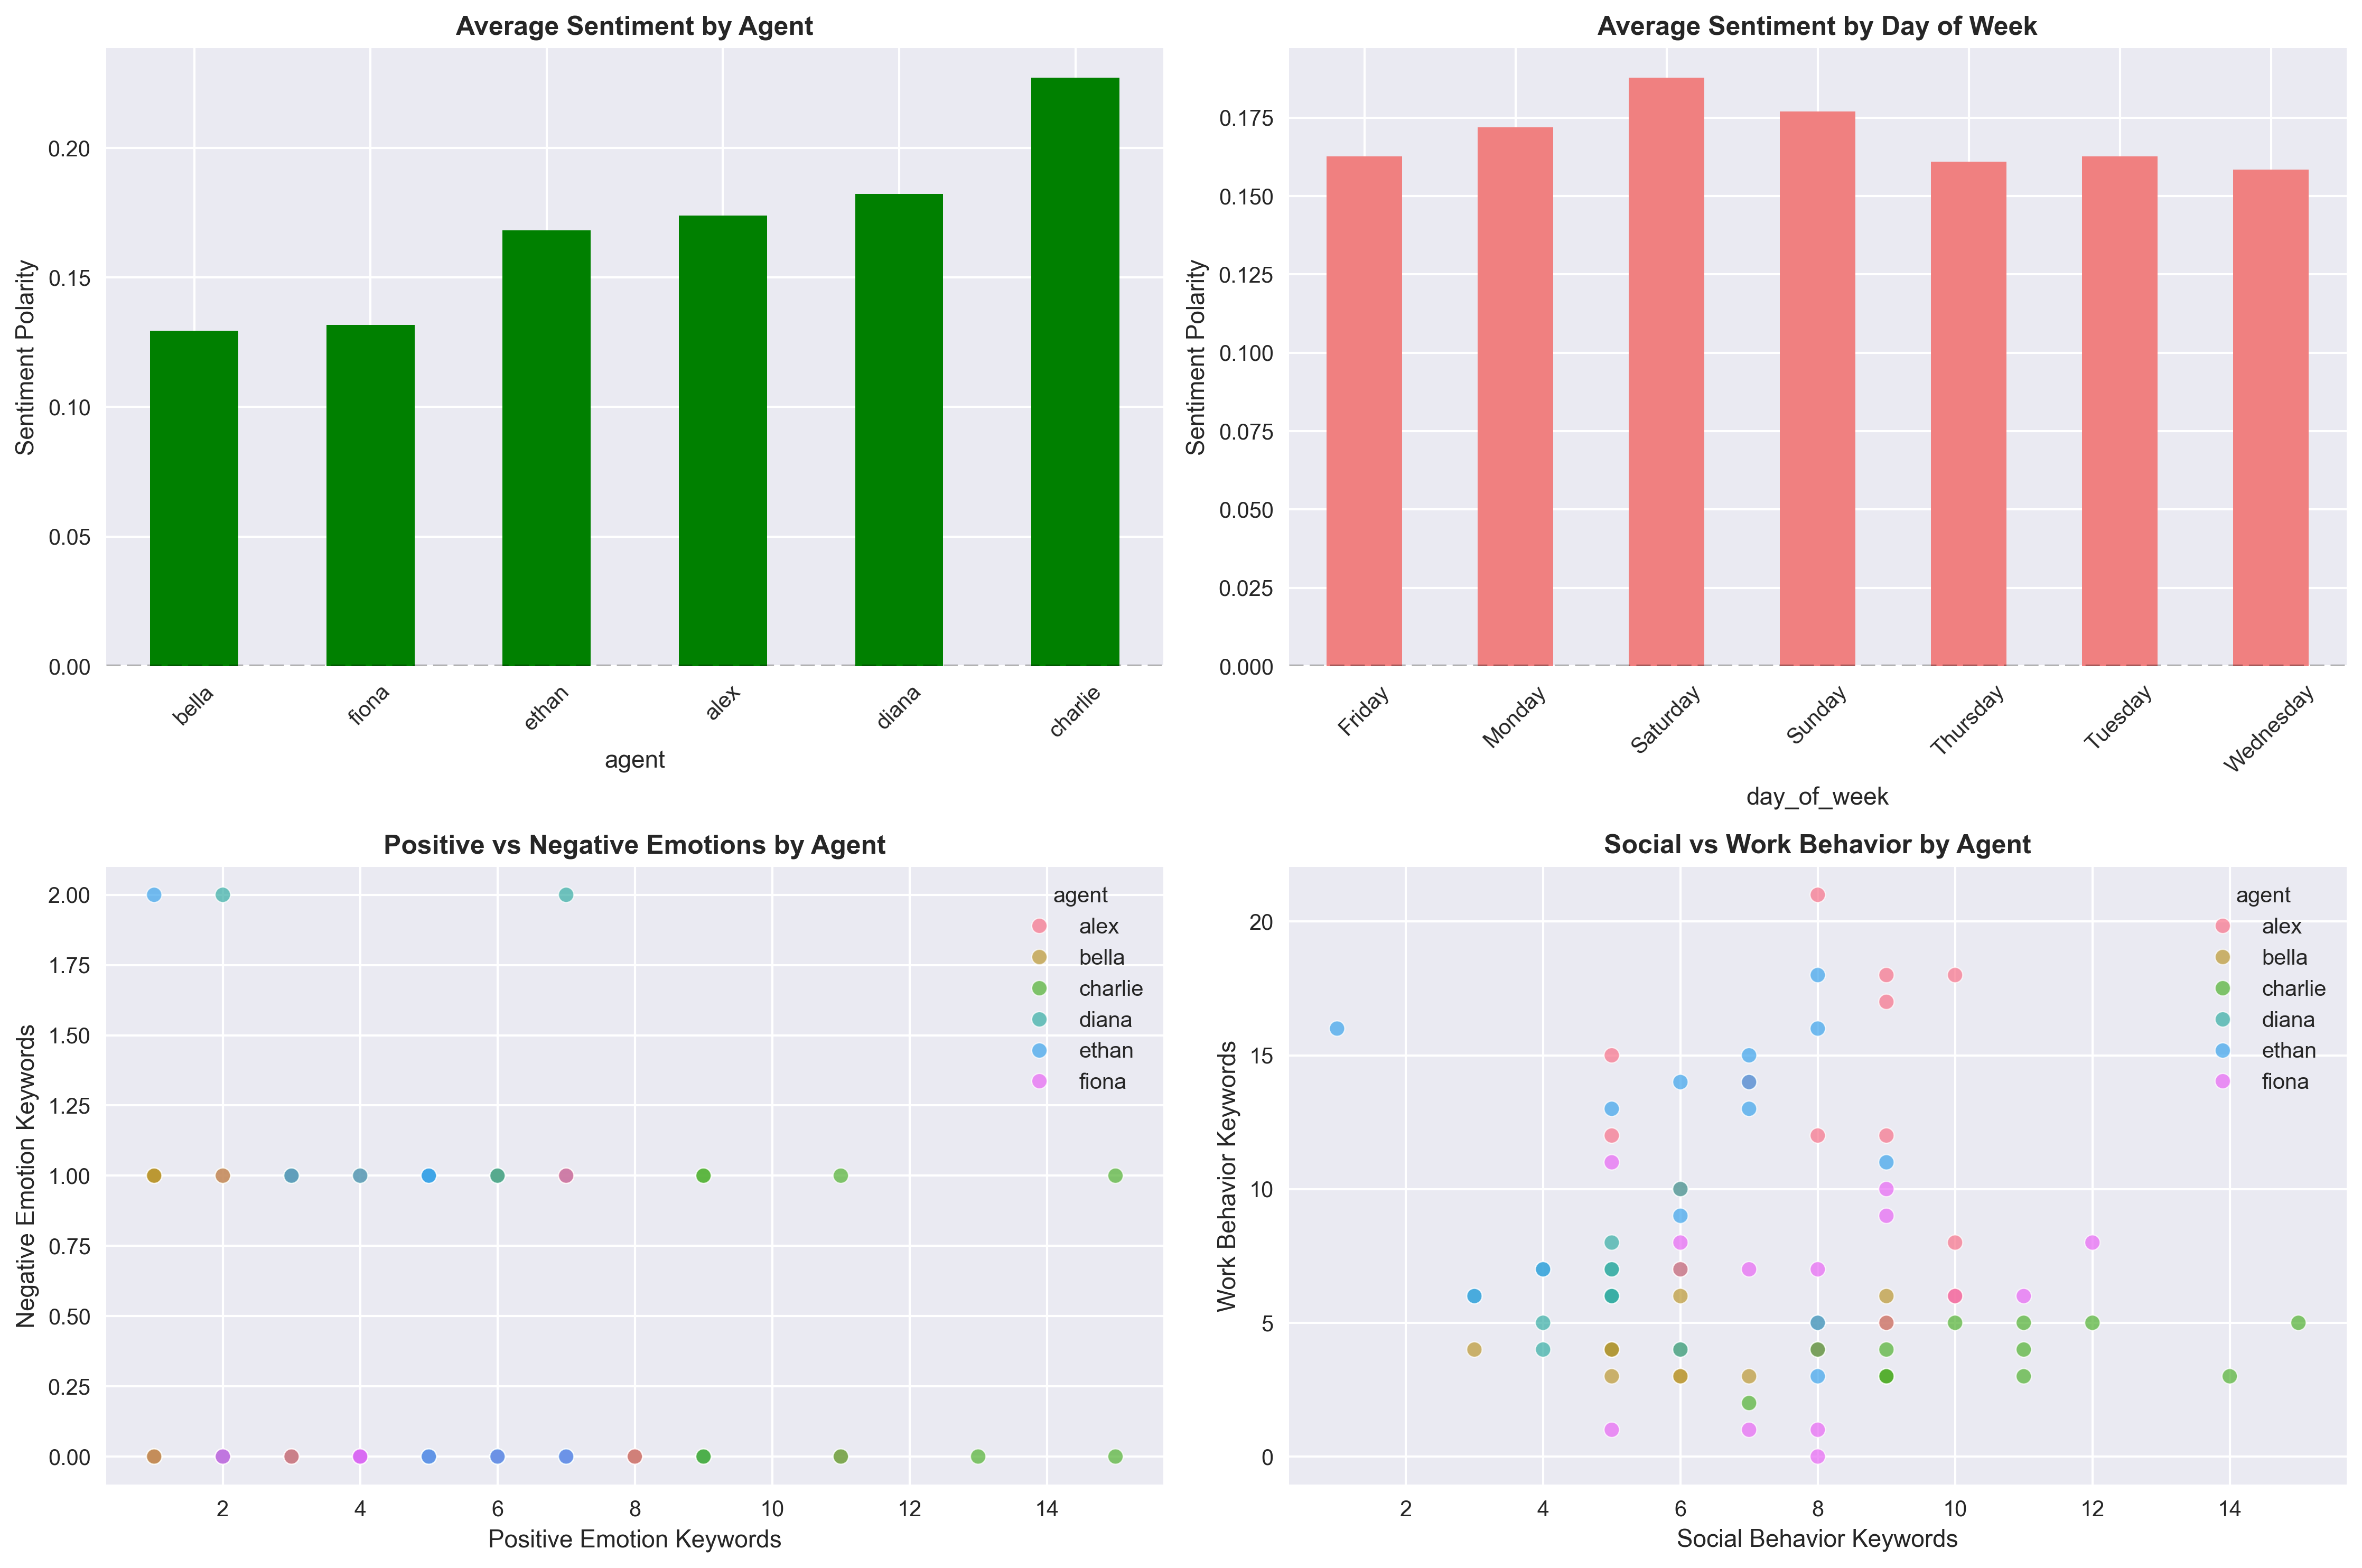 Average Sentiment by Agent
Sentiment Polarity
0.20
0.15
0.10
0.05
0.00
bella
fiona
ethan
alex
diana
charlie
agent
Average Sentiment by Day of Week
Sentiment Polarity
0.175
0.150
0.125
0.100
0.075
0.050
0.025
0.000
Friday
Monday
Saturday
Sunday
Thursday
Tuesday
Wednesday
day_of_week
Positive vs Negative Emotions by Agent
Negative Emotion Keywords
2.00
1.75
1.50
1.25
1.00
0.75
0.50
0.25
0.00
agent
alex
bella
charlie
diana
ethan
fiona
2 4 6 8 10 12 14
Positive Emotion Keywords
Social vs Work Behavior by Agent
Work Behavior Keywords
20
15
10
5
0
agent
alex
bella
charlie
diana
ethan
fiona
2 4 6 8 10 12 14
Social Behavior Keywords